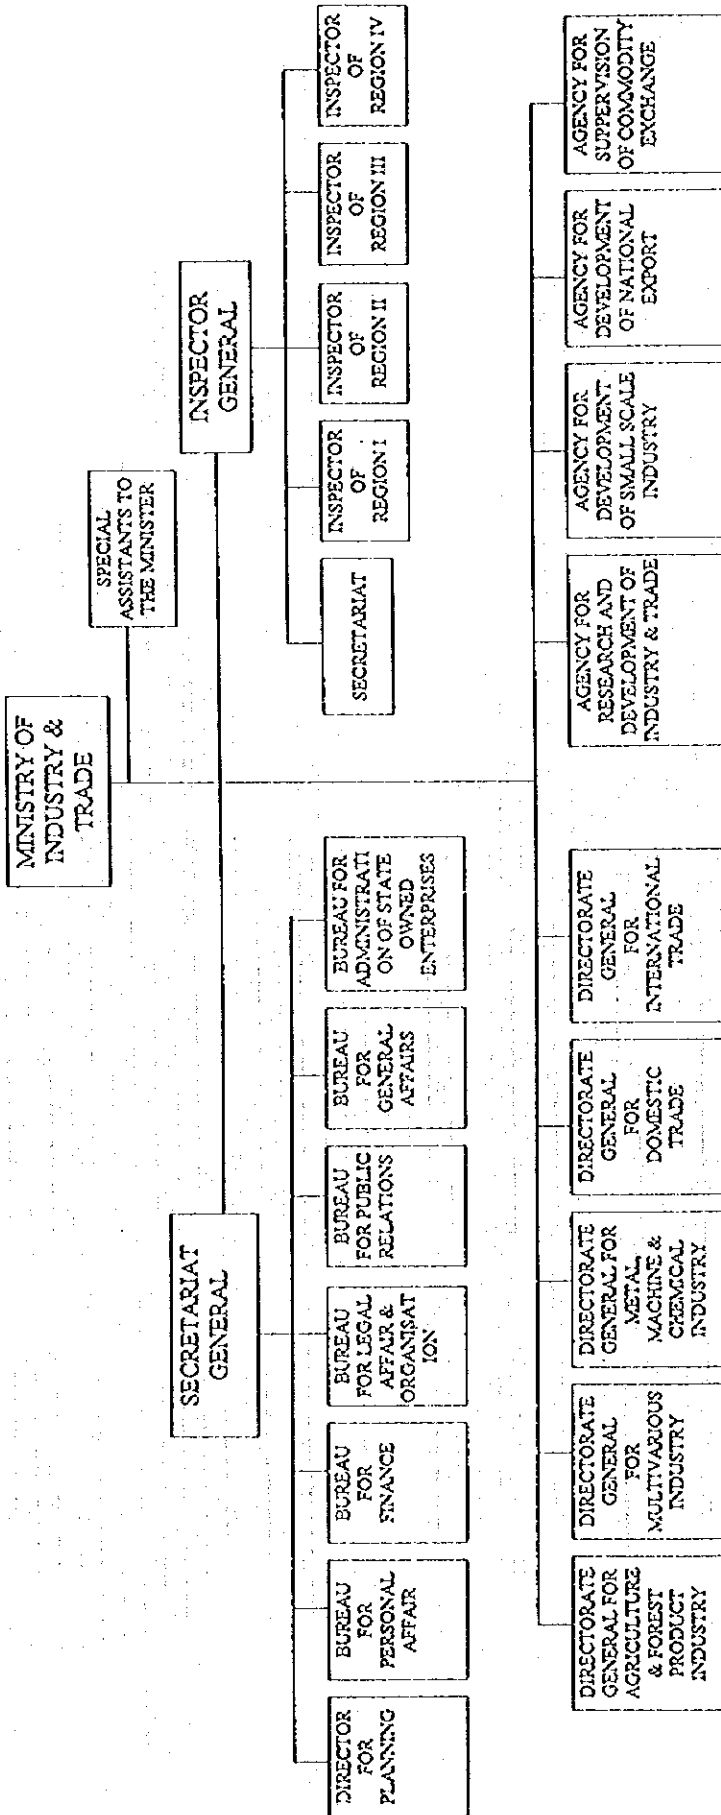 MINISTRY OF
INDUSTRY &
TRADE
SPECIAL
ASSISTANTS TO
THE MINISTER
SECRETARIAT
GENERAL
INSPECTOR
GENERAL
DIRECTOR
FOR
PLANNING
BUREAU
FOR
PERSONAL
AFFAIR
BUREAU
FOR
FINANCE
BUREAU
FOR LEGAL
AFFAIR &
ORGANISAT
ION
BUREAU
FOR PUBLIC
RELATIONS
BUREAU
FOR
GENERAL
AFFAIRS
BUREAU FOR
ADMINISTRATI
ON OF STATE
OWNED
ENTERPRISES
SECRETARIAT
INSPECTOR
OF
REGION I
INSPECTOR
OF
REGION II
INSPECTOR
OF
REGION III
INSPECTOR
OF
REGION IV
DIRECTORATE
GENERAL FOR
AGRICULTURE
& FOREST
PRODUCT
INDUSTRY
DIRECTORATE
GENERAL
FOR
MULTIVARIOUS
INDUSTRY
DIRECTORATE
GENERAL FOR
METAL,
MACHINE &
CHEMICAL
INDUSTRY
DIRECTORATE
GENERAL
FOR
DOMESTIC
TRADE
DIRECTORATE
GENERAL
FOR
INTERNATIONAL
TRADE
AGENCY FOR
RESEARCH AND
DEVELOPMENT OF
INDUSTRY & TRADE
AGENCY FOR
DEVELOPMENT
OF SMALL SCALE
INDUSTRY
AGENCY FOR
DEVELOPMENT
OF NATIONAL
EXPORT
AGENCY FOR
SUPPERVISION
OF COMMODITY
EXCHANGE